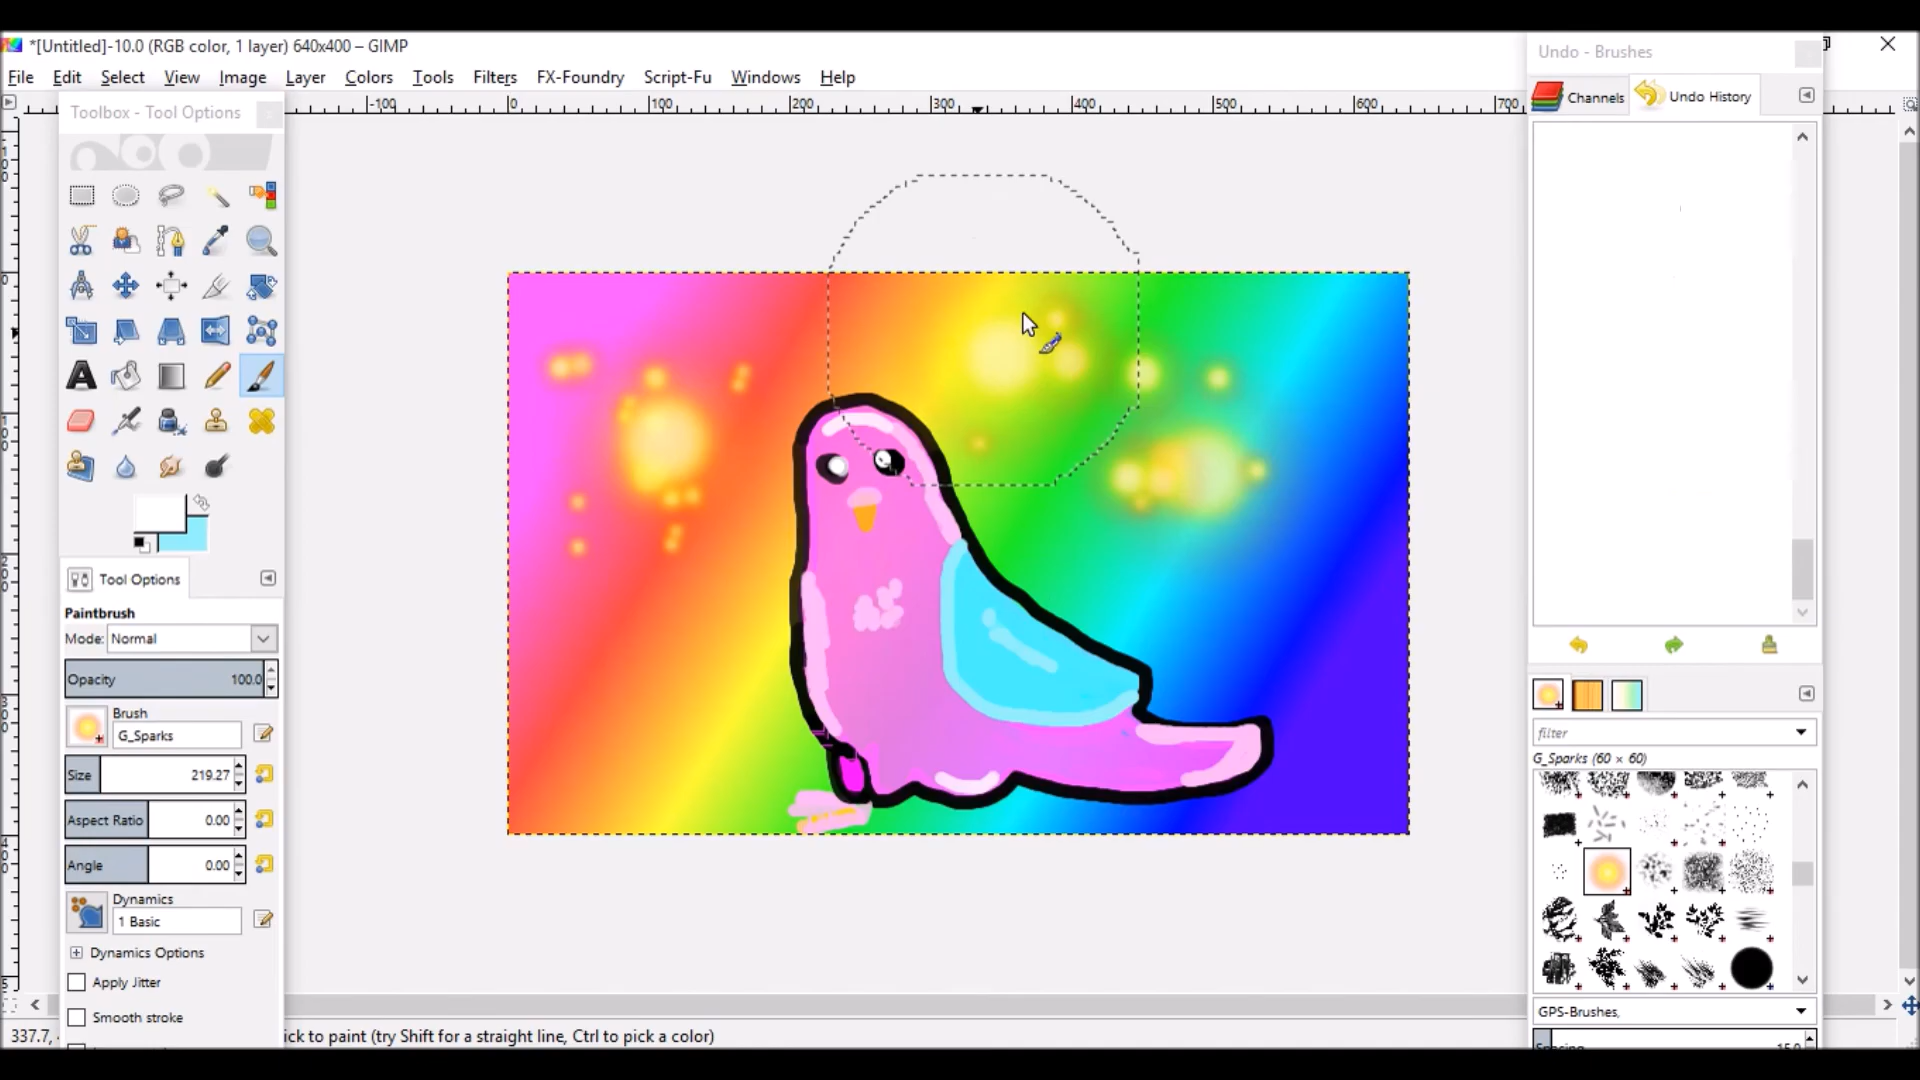 *[Untitled]-10.0 (RGB color, 1 layer) 640x400 – GIMP
File Edit Select View Image Layer Colors Tools Filters FX-Foundry Script-Fu Windows Help
-100 0 100 200 300 400 500 600 700
Toolbox - Tool Options
Tool Options
Paintbrush
Mode: Normal
Opacity 100.0
Brush
G_Sparks
Size 219.27
Aspect Ratio 0.00
Angle 0.00
Dynamics
1 Basic
Dynamics Options
Apply Jitter
Smooth stroke
337.7,
ick to paint (try Shift for a straight line, Ctrl to pick a color)
Undo - Brushes
Channels Undo History
filter
G_Sparks (60 × 60)
GPS-Brushes,
Spacing 15.0